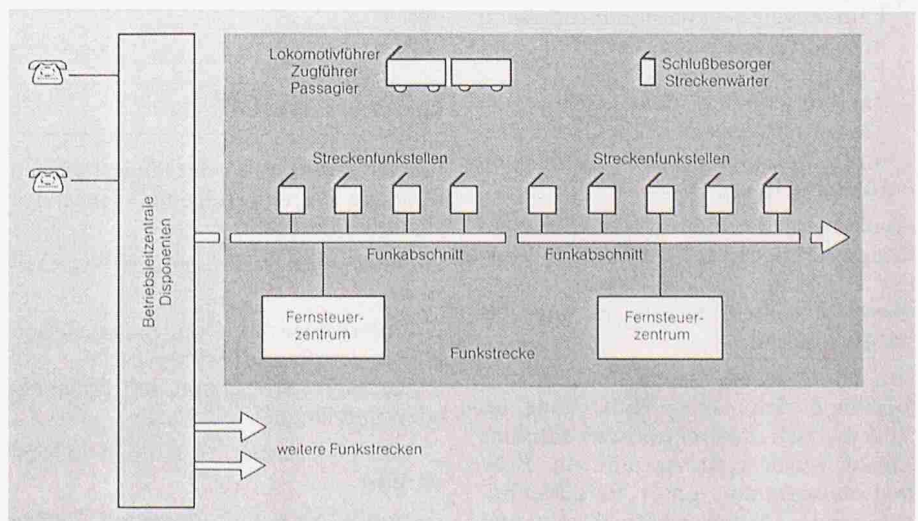 Lokomotivführer
Zugführer
Passagier
Schlußbesorger
Streckenwärter
Streckenfunkstellen
Streckenfunkstellen
Betriebsleitzentrale
Disponenten
Funkabschnitt
Funkabschnitt
Fernsteuer-
zentrum
Fernsteuer-
zentrum
Funkstrecke
weitere Funkstrecken